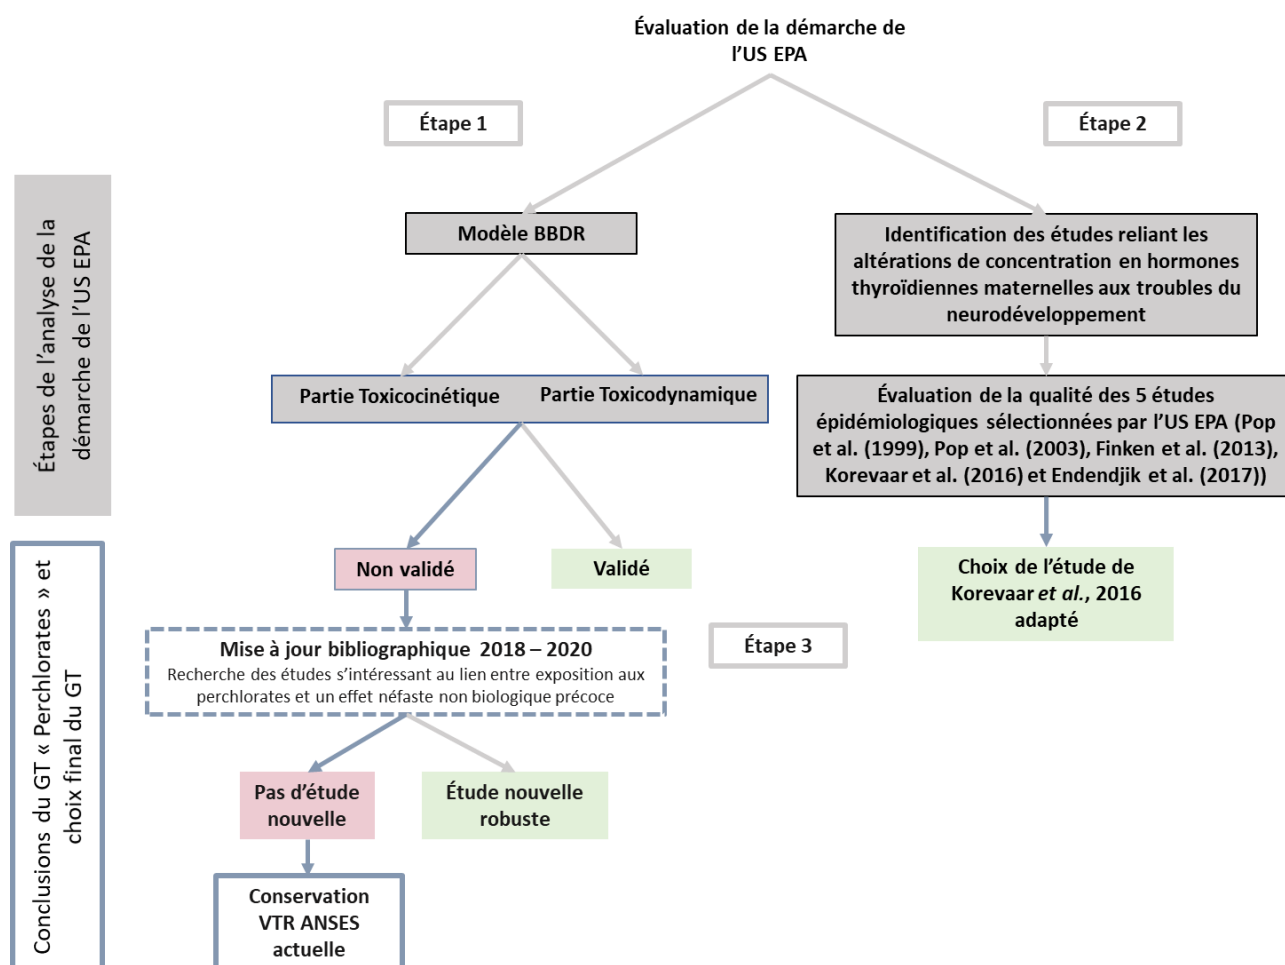 Évaluation de la démarche de
l'US EPA
Étape 1
Étape 2
Étapes de l'analyse de la
démarche de l'US EPA
Modèle BBDR
Identification des études reliant les
altérations de concentration en hormones
thyroïdiennes maternelles aux troubles du
neurodéveloppement
Partie Toxicocinétique
Partie Toxicodynamique
Évaluation de la qualité des 5 études
épidémiologiques sélectionnées par l'US EPA (Pop
et al. (1999), Pop et al. (2003), Finken et al. (2013),
Korevaar et al. (2016) et Endendjik et al. (2017))
Conclusions du GT « Perchlorates » et
choix final du GT
Non validé
Validé
Choix de l'étude de
Korevaar et al., 2016
adapté
Mise à jour bibliographique 2018 – 2020
Recherche des études s'intéressant au lien entre exposition aux
perchlorates et un effet néfaste non biologique précoce
Étape 3
Pas d'étude
nouvelle
Étude nouvelle
robuste
Conservation
VTR ANSES
actuelle